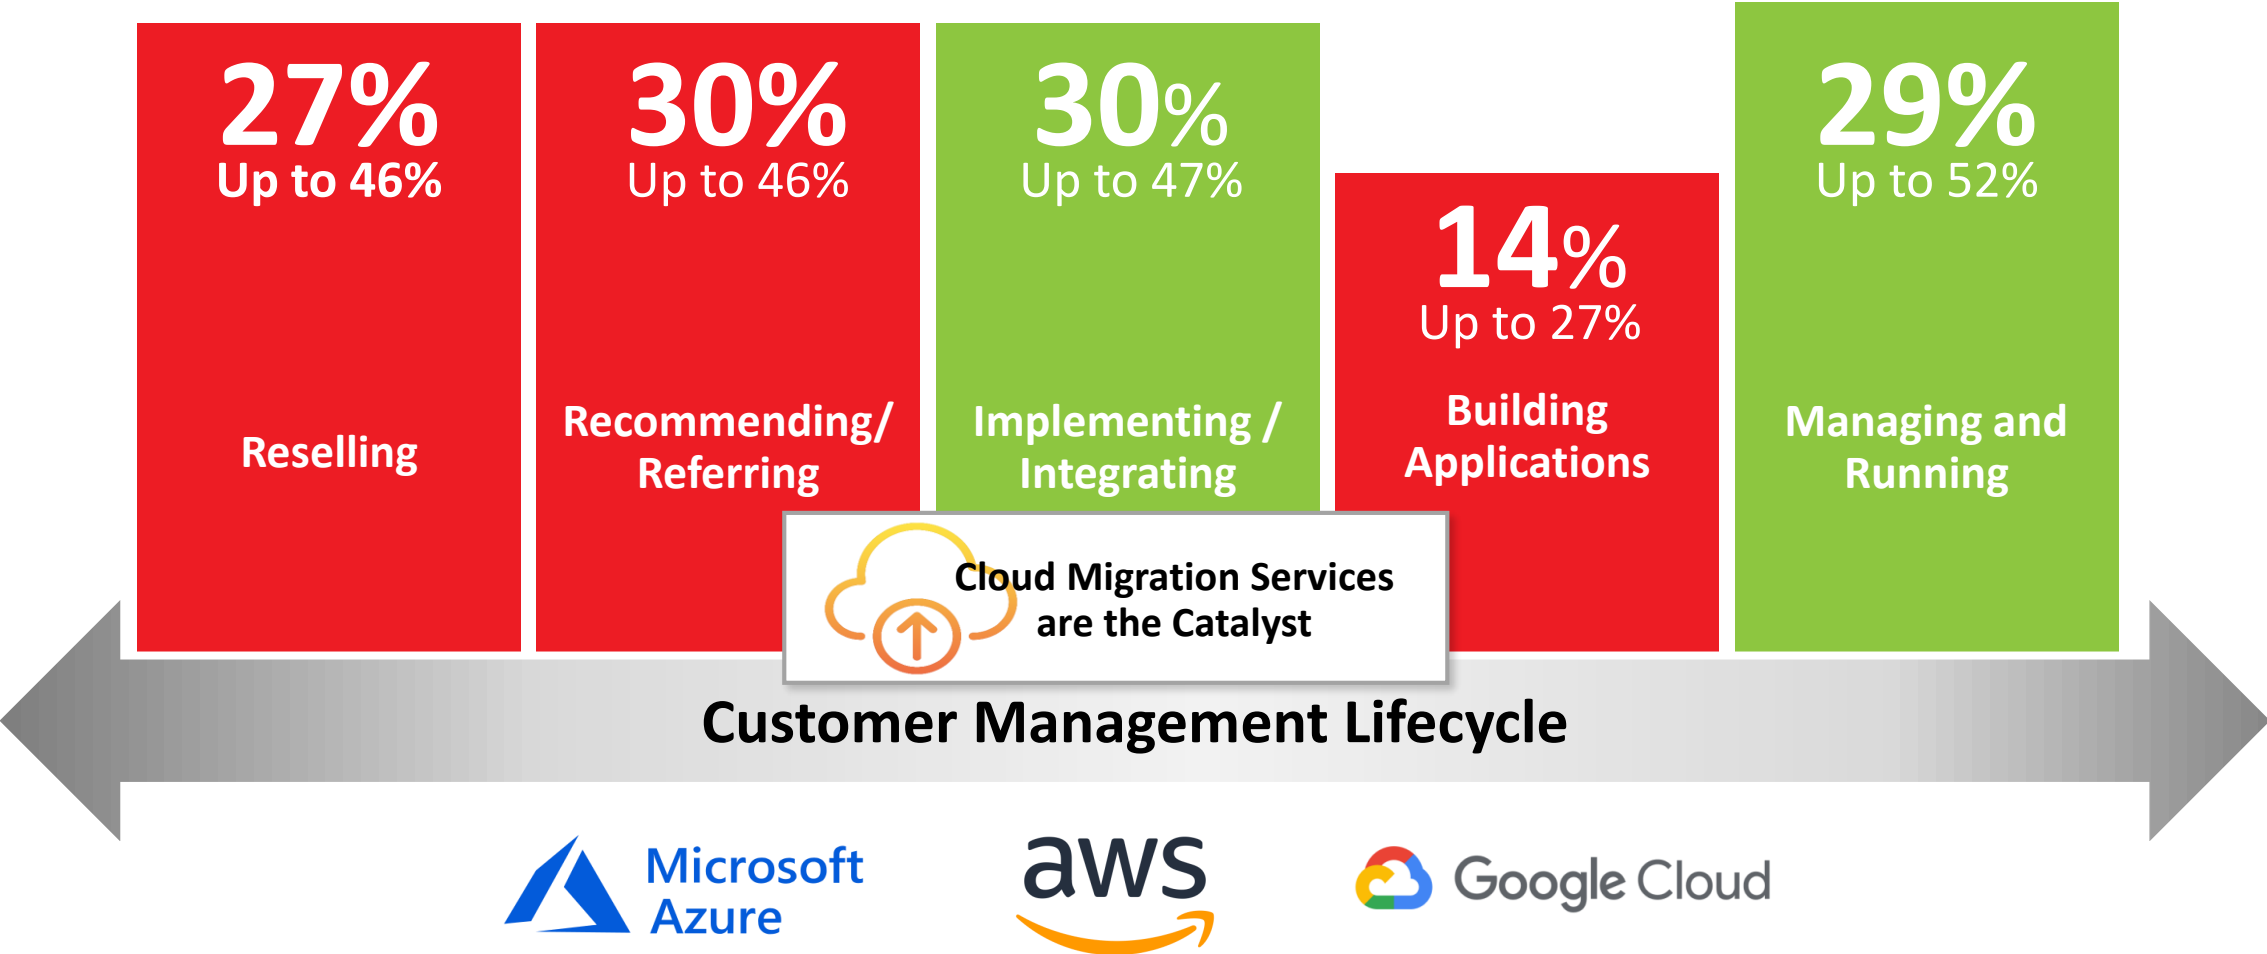 27%
Up to 46%
Reselling
30%
Up to 46%
Recommending/
Referring
30%
Up to 47%
Implementing /
Integrating
14%
Up to 27%
Building
Applications
29%
Up to 52%
Managing and
Running
Cloud Migration Services
are the Catalyst
Customer Management Lifecycle
Microsoft
Azure
aws
Google Cloud